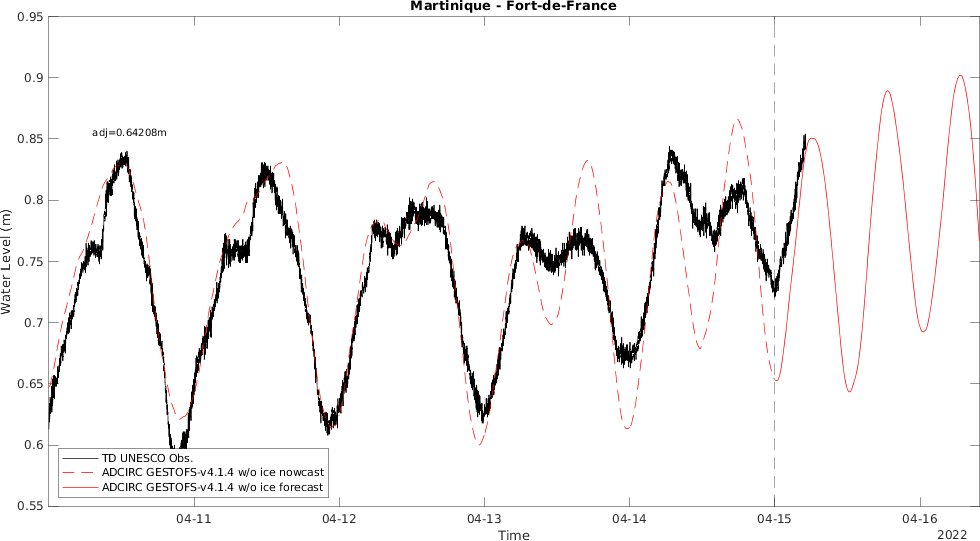 Martinique - Fort-de-France
0.95
0.9
0.85
0.8
0.75
0.7
0.65
0.6
0.55
Water Level (m)
adj=0.64208m
TD UNESCO Obs.
ADCIRC GESTOFS-v4.1.4 w/o ice nowcast
ADCIRC GESTOFS-v4.1.4 w/o ice forecast
04-11 04-12 04-13 04-14 04-15 04-16
Time
2022